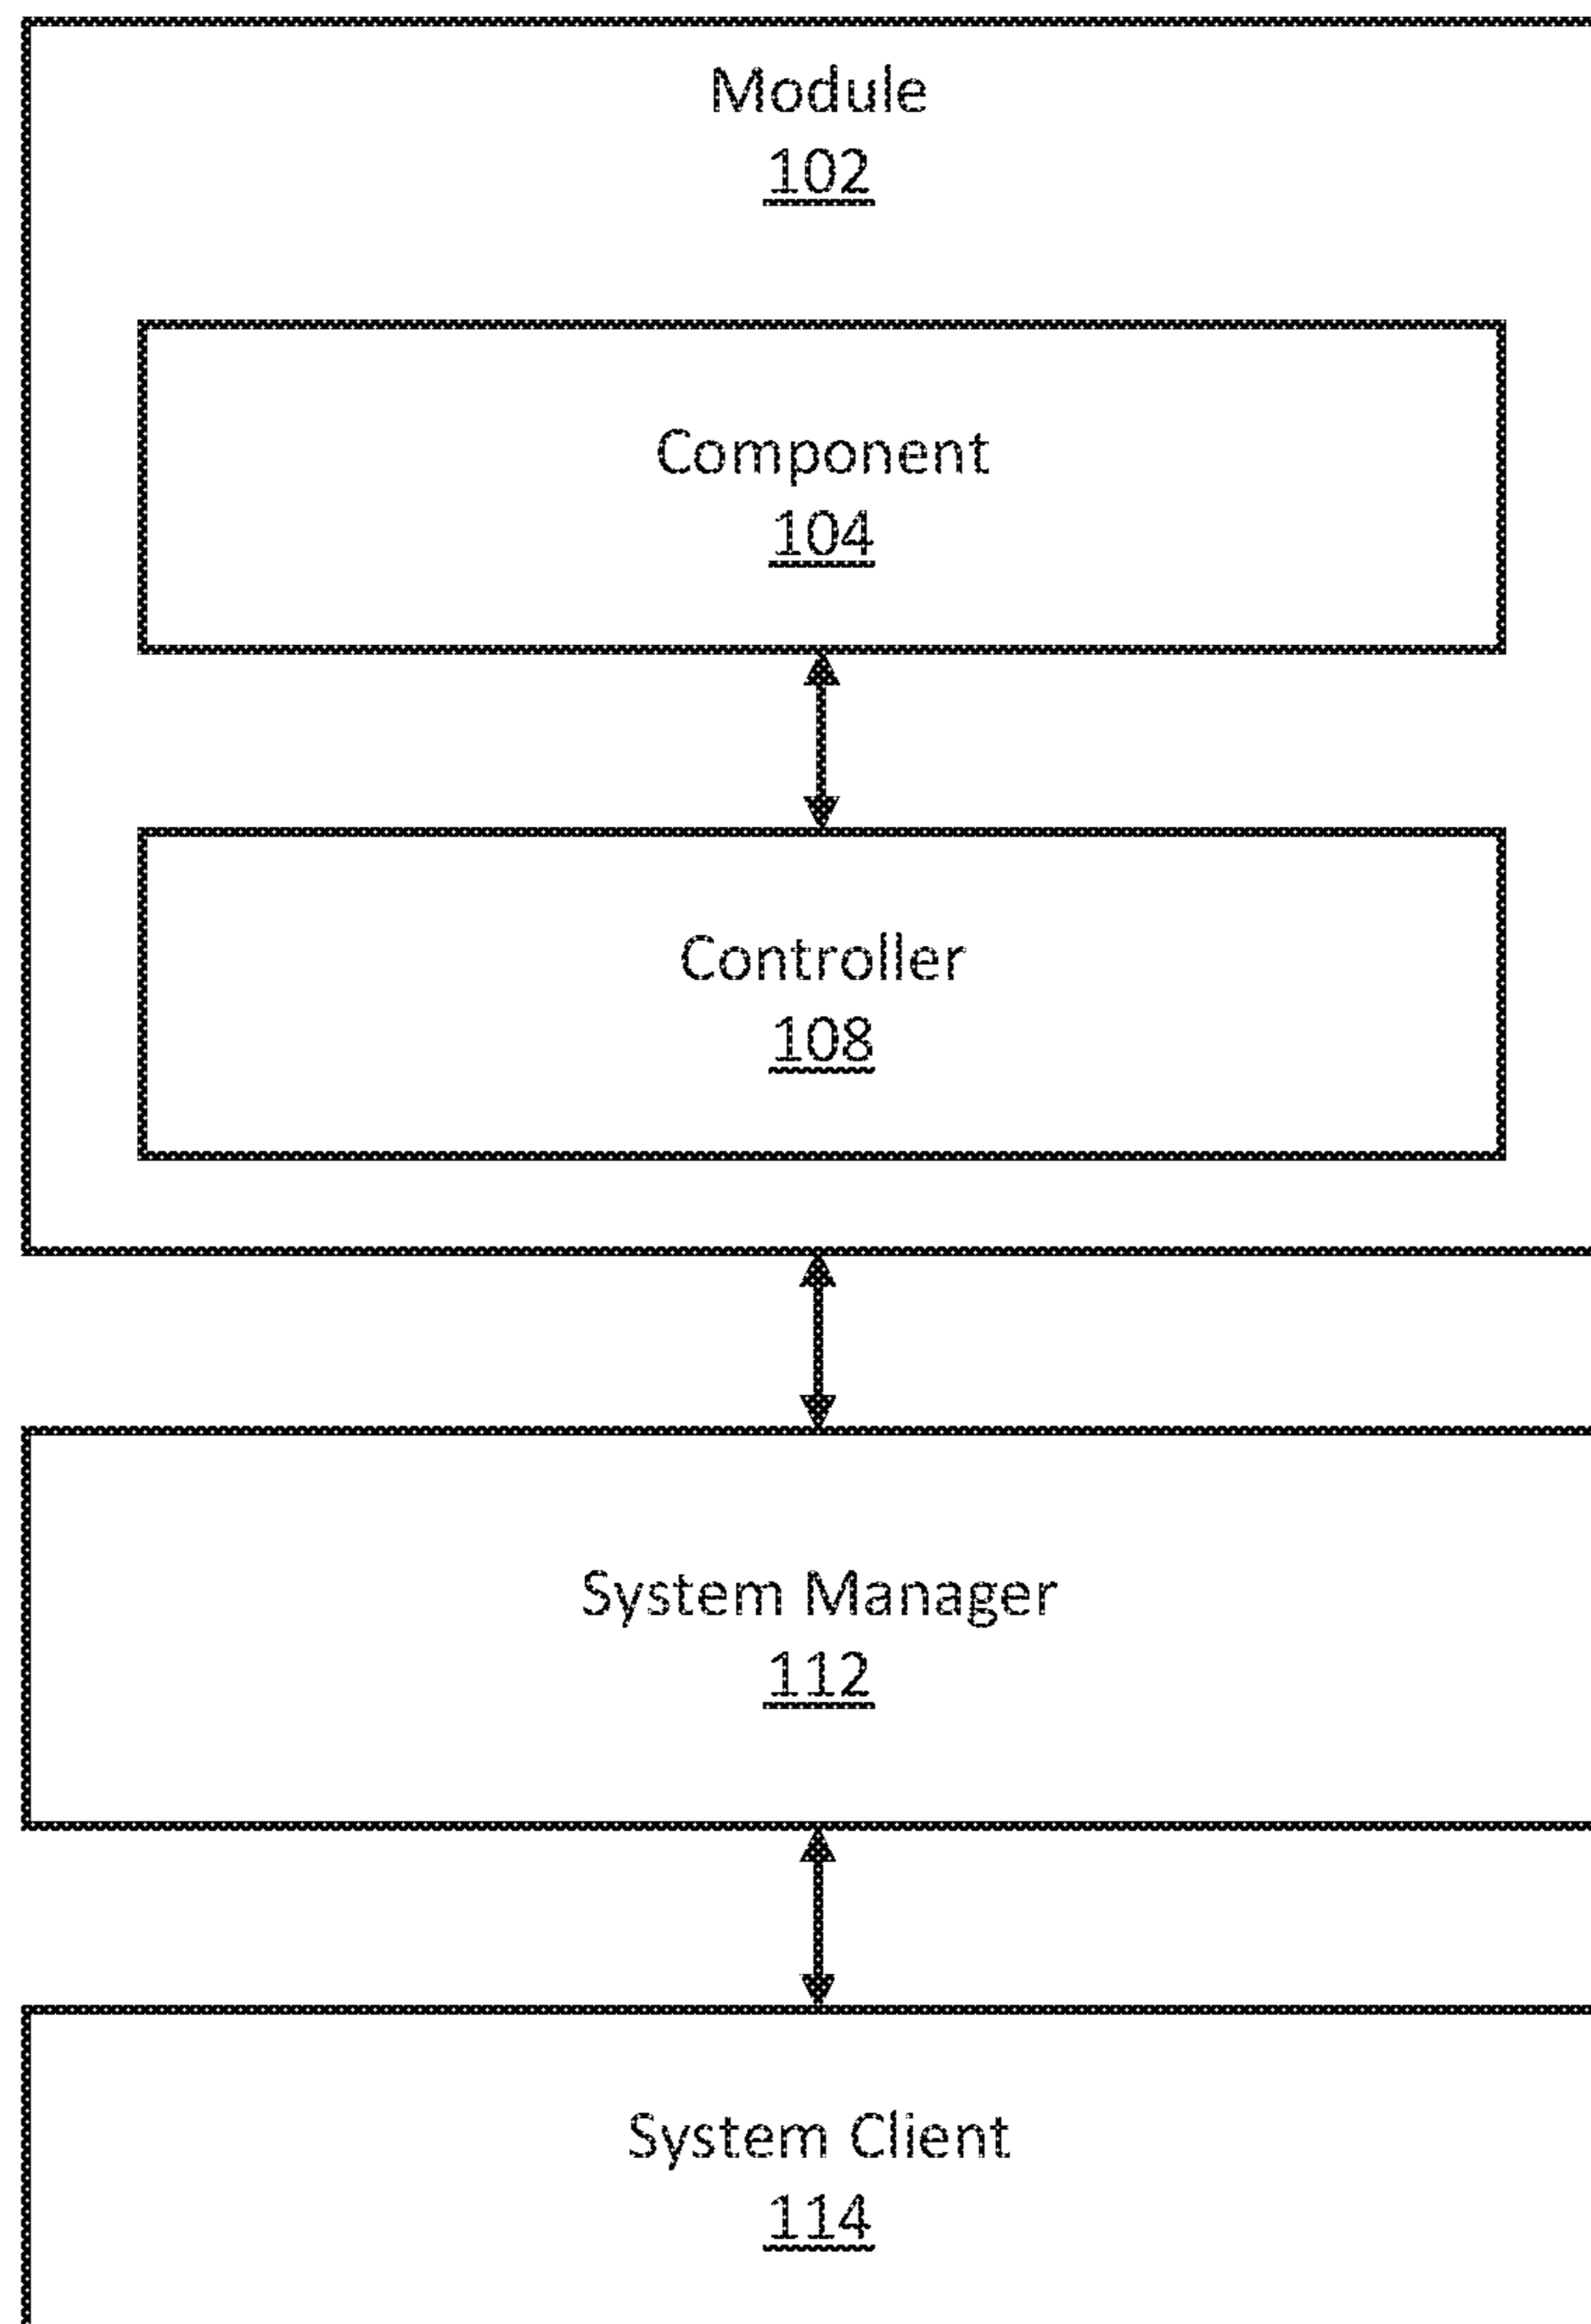 Module
102
Component
104
Controller
108
System Manager
112
System Client
114